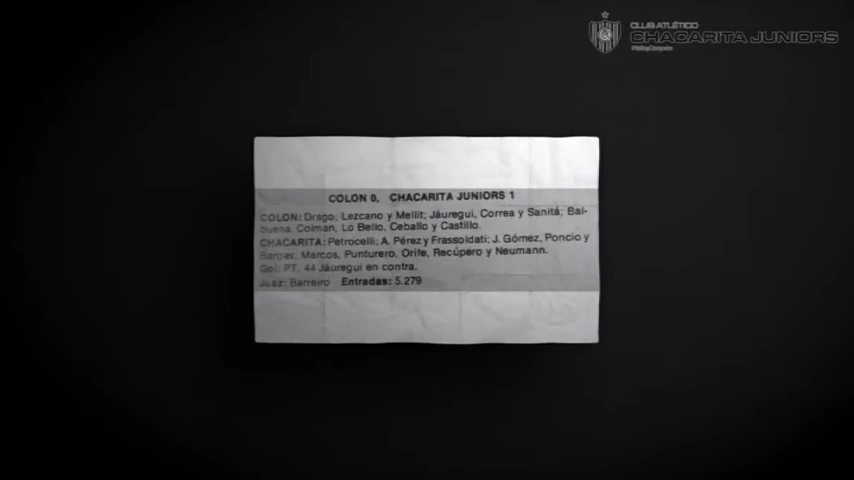 CLUB ATLÉTICO
CHACARITA JUNIORS
COLON 0, CHACARITA JUNIORS 1
COLON: Drago; Lezcano y Mellit; Jáuregui, Correa y Sanitá; Bal-
buena, Colman, Lo Bello, Ceballo y Castillo.
CHACARITA: Petrocelli; A. Pérez y Frassoldati; J. Gómez, Poncio y
Bargas; Marcos, Punturero, Orife, Recúpero y Neumann.
Gol: PT. 44 Jáuregui en contra.
Juez: Barreiro Entradas: 5.279